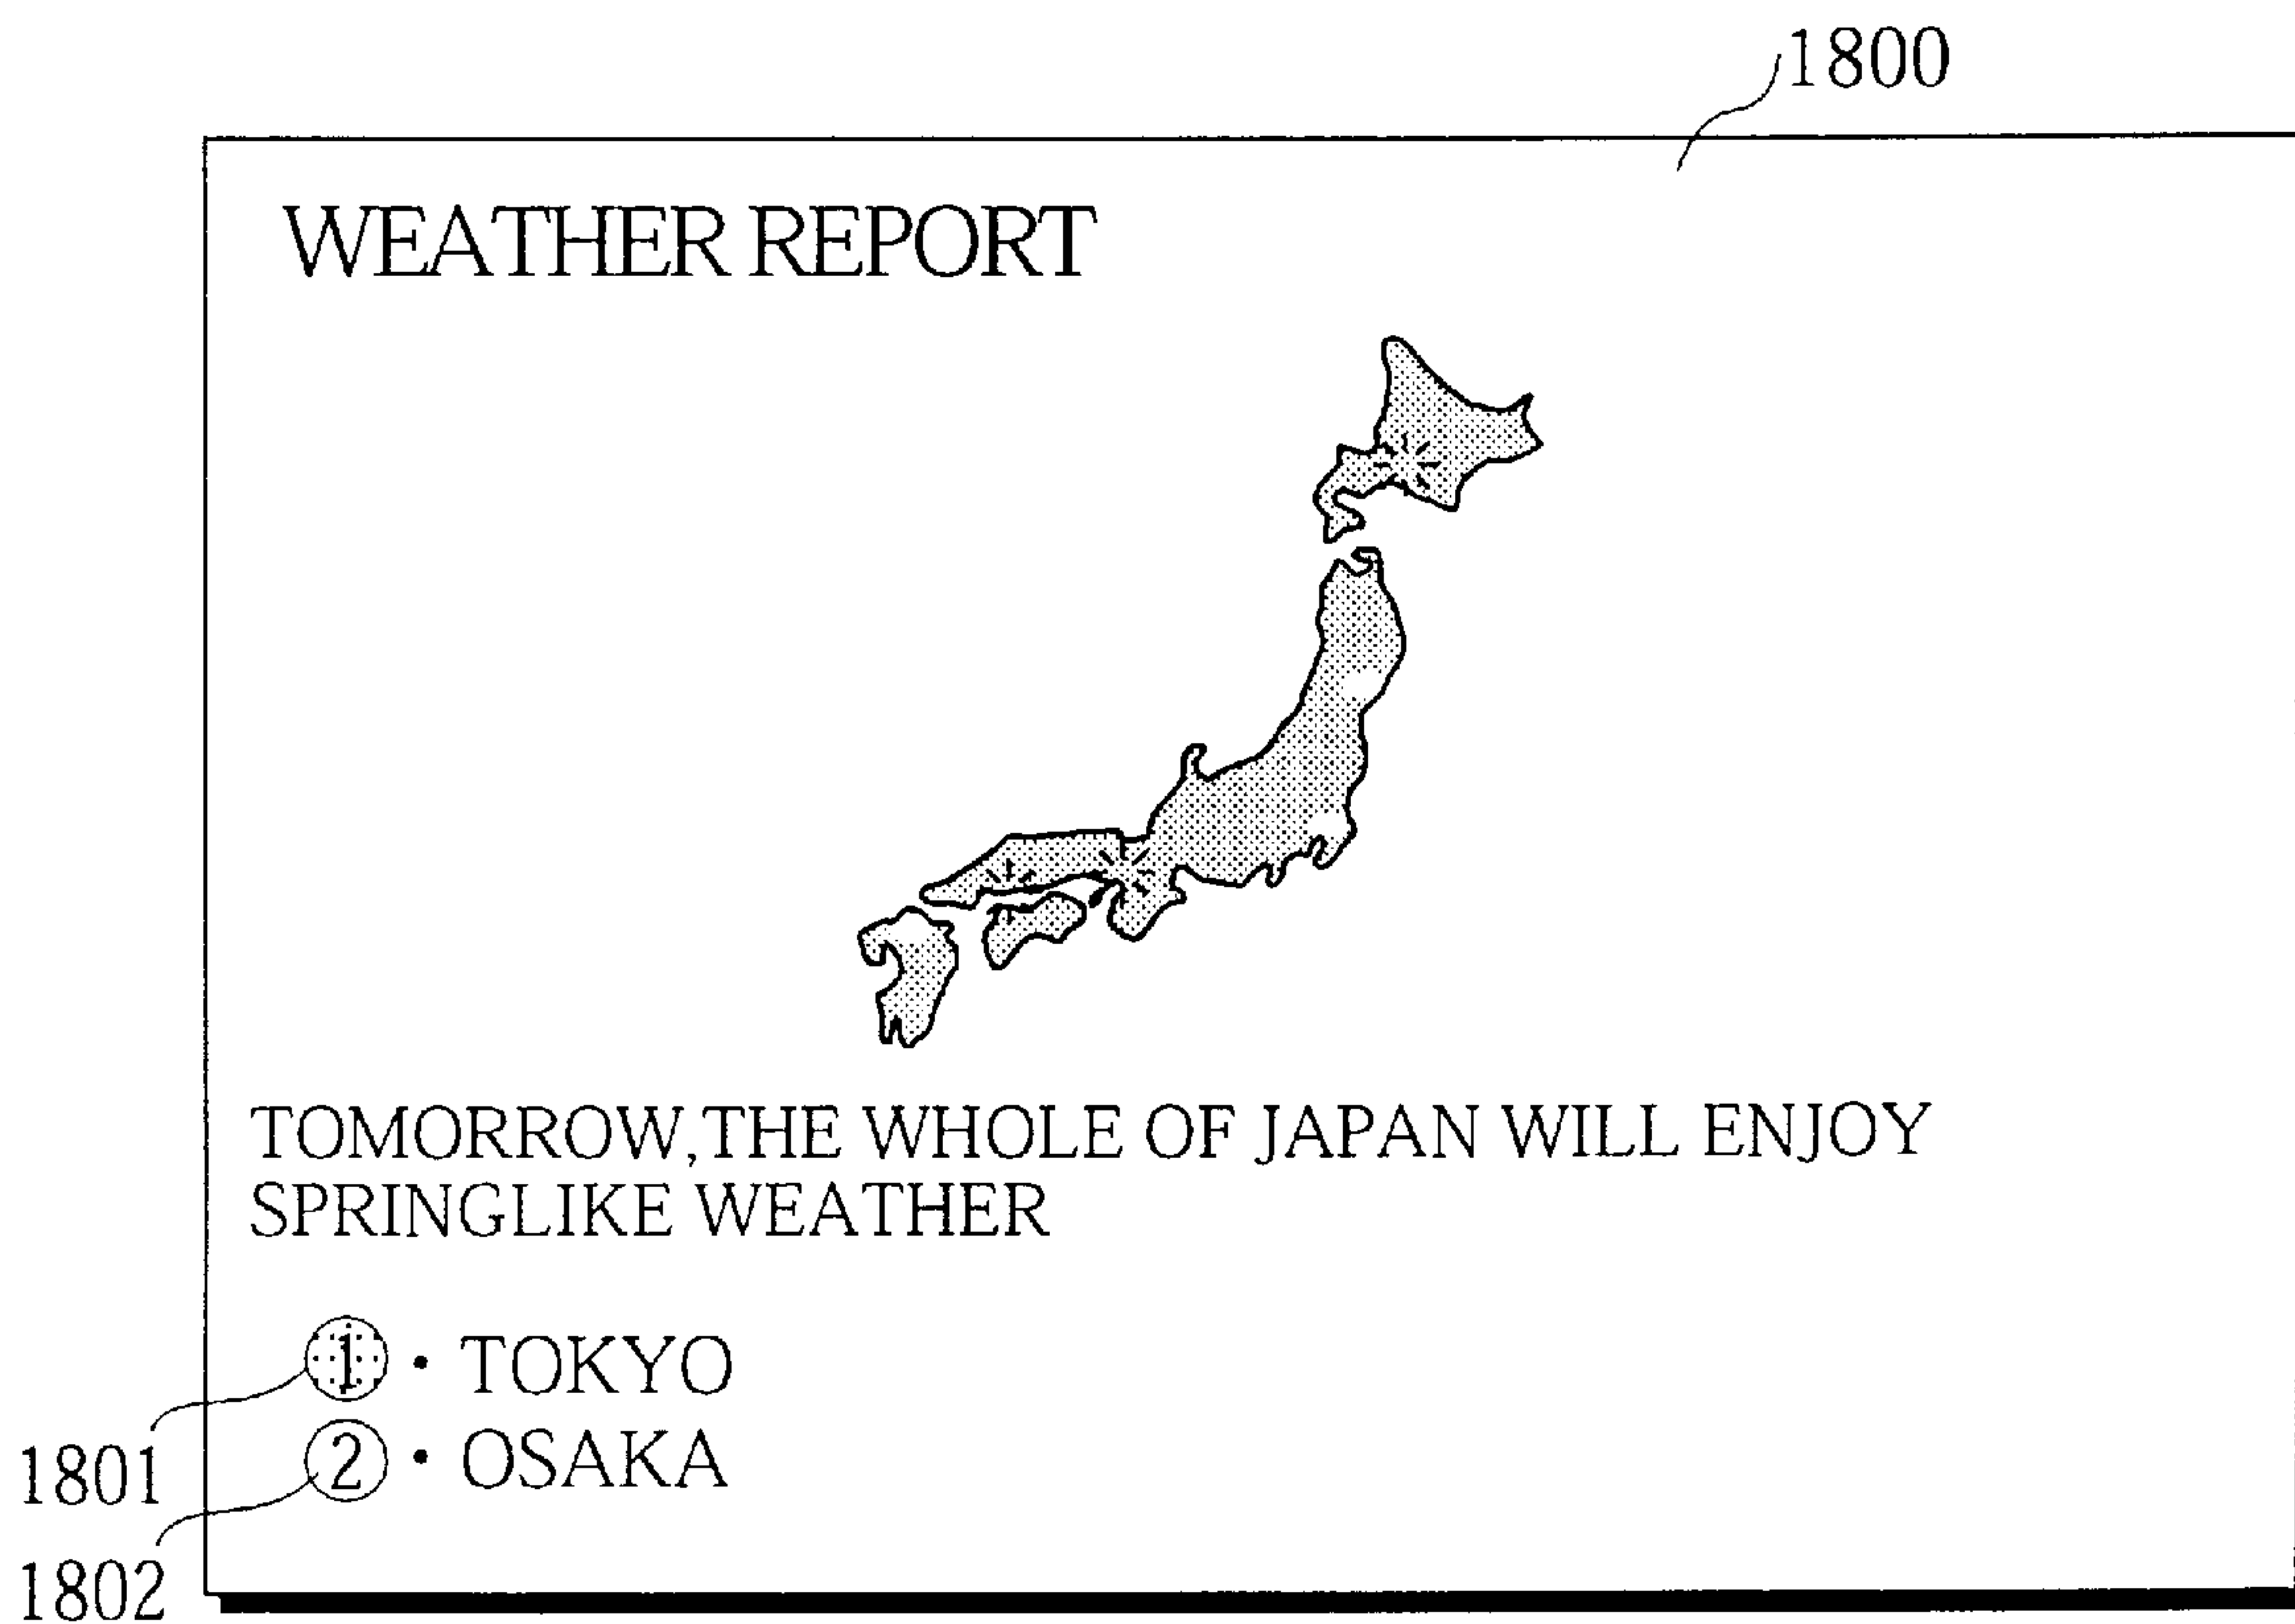 1800
WEATHER REPORT
TOMORROW,THE WHOLE OF JAPAN WILL ENJOY
SPRINGLIKE WEATHER
① · TOKYO
1801
② · OSAKA
1802